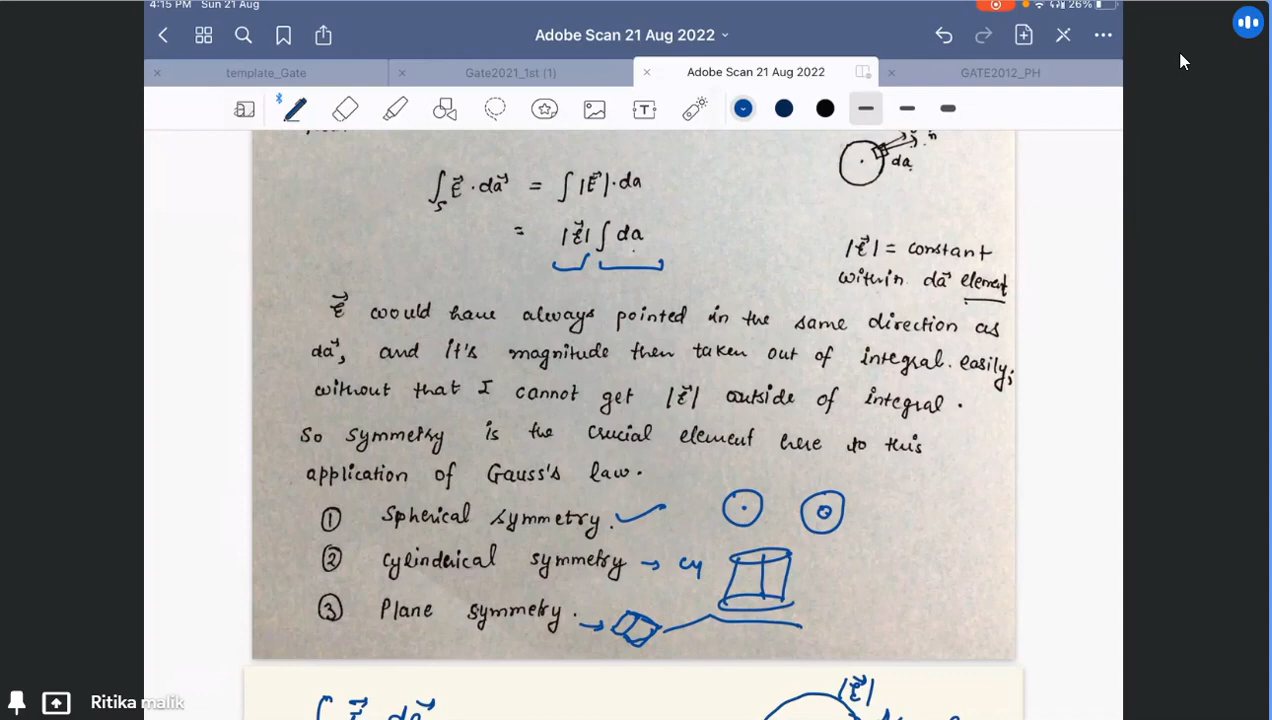 4:15 PM Sun 21 Aug
26%
Adobe Scan 21 Aug 2022
template_Gate
Gate2021_1st (1)
Adobe Scan 21 Aug 2022
GATE2012_PH
n
da
∫S E⃗ · da⃗ = ∫ |E⃗| · da
= |E⃗| ∫ da
|E⃗| = constant
within da⃗ element
E⃗ would have always pointed in the same direction as
da⃗, and it's magnitude then taken out of integral easily;
without that I cannot get |E⃗| outside of integral.
So symmetry is the crucial element here to this
application of Gauss's law.
① Spherical symmetry.
② cylinderical symmetry → cy
③ Plane symmetry. →
∫ E⃗ · da⃗
|E⃗|
Ritika malik